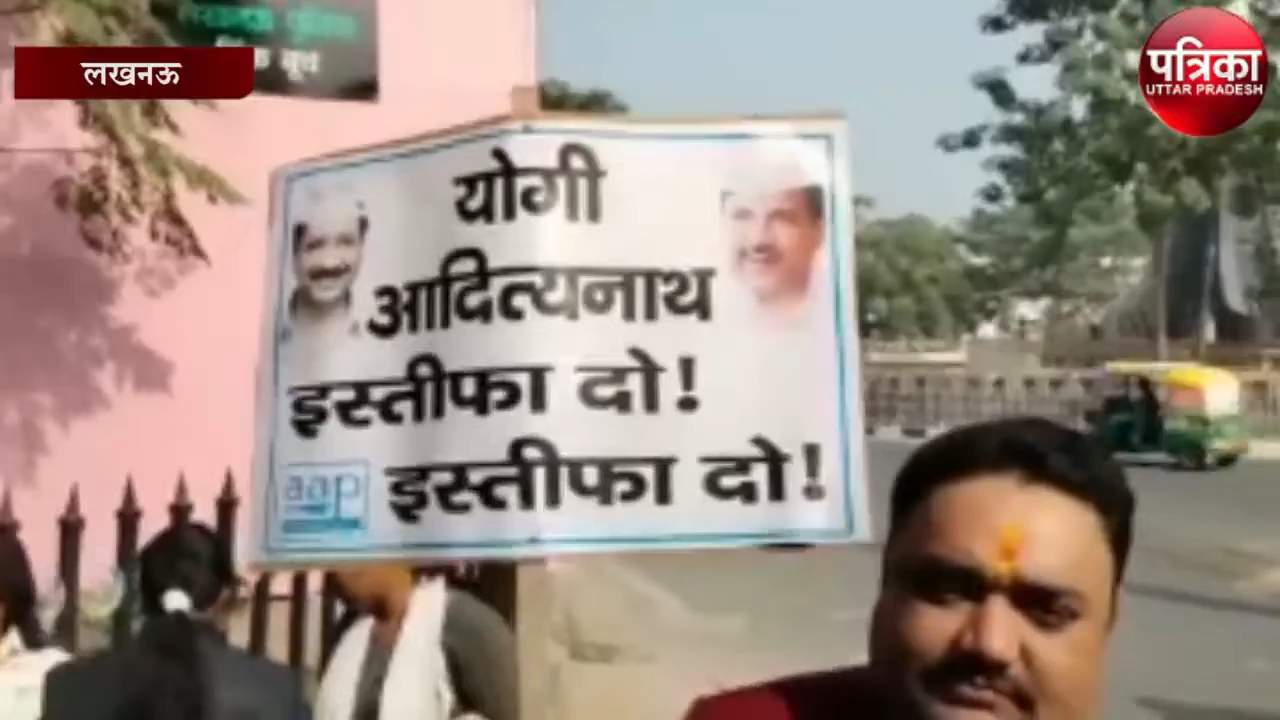 लखनऊ
पत्रिका
UTTAR PRADESH
योगी
आदित्यनाथ
इस्तीफा दो!
इस्तीफा दो!
aap